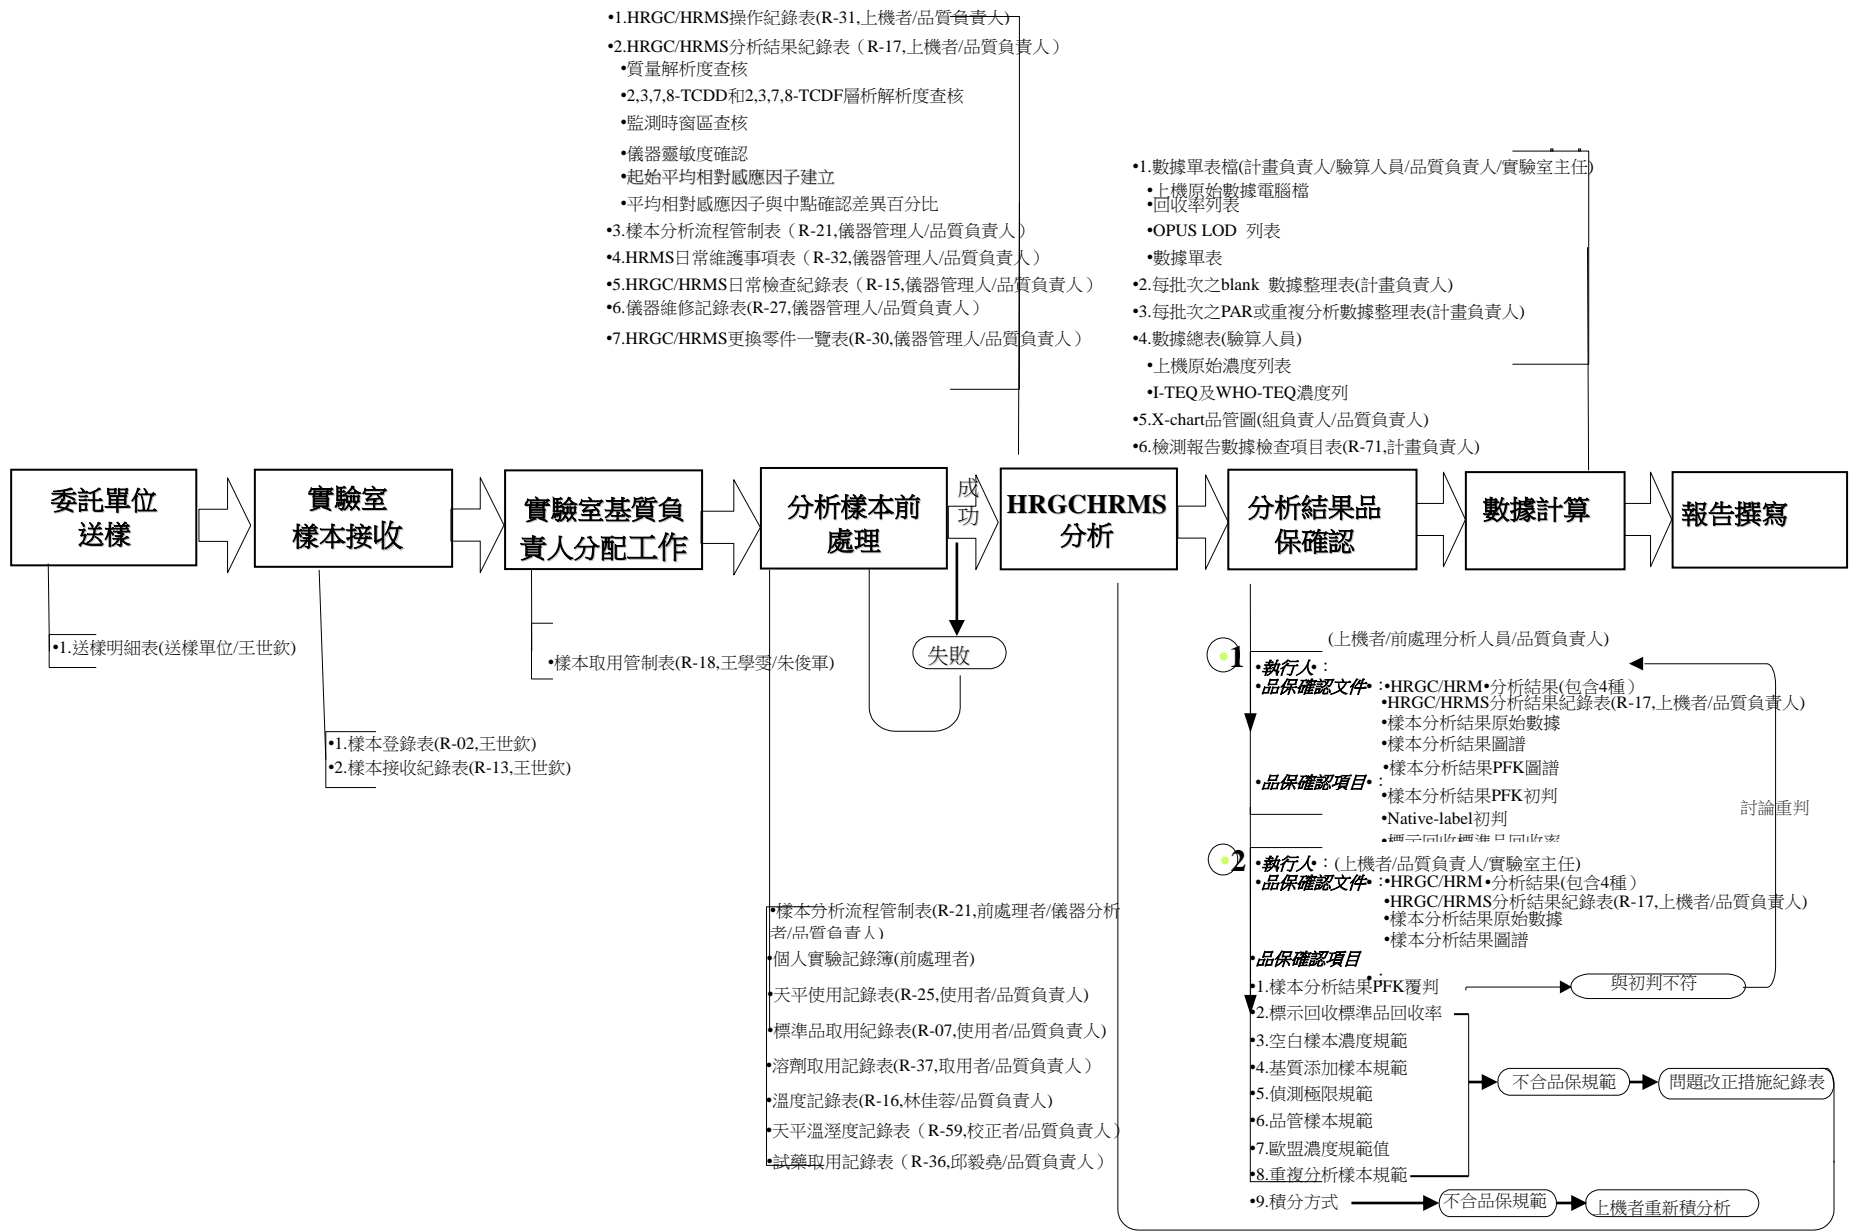 •1.HRGC/HRMS操作紀錄表(R-31,上機者/品質負責人)
•2.HRGC/HRMS分析結果紀錄表（R-17,上機者/品質負責人）
•質量解析度查核
•2,3,7,8-TCDD和2,3,7,8-TCDF層析解析度查核
•監測時窗區查核
•儀器靈敏度確認
•起始平均相對感應因子建立
•平均相對感應因子與中點確認差異百分比
•3.樣本分析流程管制表（R-21,儀器管理人/品質負責人）
•4.HRMS日常維護事項表（R-32,儀器管理人/品質負責人）
•5.HRGC/HRMS日常檢查紀錄表（R-15,儀器管理人/品質負責人）
•6.儀器維修記錄表(R-27,儀器管理人/品質負責人）
•7.HRGC/HRMS更換零件一覽表(R-30,儀器管理人/品質負責人）
•1.數據單表檔(計畫負責人/驗算人員/品質負責人/實驗室主任)
•上機原始數據電腦檔
•回收率列表
•OPUS LOD 列表
•數據單表
•2.每批次之blank 數據整理表(計畫負責人)
•3.每批次之PAR或重複分析數據整理表(計畫負責人)
•4.數據總表(驗算人員)
•上機原始濃度列表
•I-TEQ及WHO-TEQ濃度列
•5.X-chart品管圖(組負責人/品質負責人)
•6.檢測報告數據檢查項目表(R-71,計畫負責人)
委託單位
送樣
實驗室
樣本接收
實驗室基質負
責人分配工作
分析樣本前
處理
成
功
HRGCHRMS
分析
分析結果品
保確認
數據計算
報告撰寫
•1.送樣明細表(送樣單位/王世欽)
•樣本取用管制表(R-18,王學雯/朱俊軍)
失敗
•1.樣本登錄表(R-02,王世欽)
•2.樣本接收紀錄表(R-13,王世欽)
•樣本分析流程管制表(R-21,前處理者/儀器分析
者/品質負責人)
•個人實驗記錄簿(前處理者)
•天平使用記錄表(R-25,使用者/品質負責人)
•標準品取用紀錄表(R-07,使用者/品質負責人)
•溶劑取用記錄表(R-37,取用者/品質負責人）
•溫度記錄表(R-16,林佳蓉/品質負責人)
•天平溫溼度記錄表（R-59,校正者/品質負責人）
•試藥取用記錄表（R-36,邱毅堯/品質負責人）
•1
(上機者/前處理分析人員/品質負責人)
•執行人•：
•品保確認文件•：•HRGC/HRM•分析結果(包含4種）
•HRGC/HRMS分析結果紀錄表(R-17,上機者/品質負責人)
•樣本分析結果原始數據
•樣本分析結果圖譜
•樣本分析結果PFK圖譜
•品保確認項目•：
•樣本分析結果PFK初判
•Native-label初判
•標示回收標準品回收率
討論重判
•2
•執行人•：(上機者/品質負責人/實驗室主任)
•品保確認文件•：•HRGC/HRM•分析結果(包含4種）
•HRGC/HRMS分析結果紀錄表(R-17,上機者/品質負責人)
•樣本分析結果原始數據
•樣本分析結果圖譜
•品保確認項目
•：
•1.樣本分析結果PFK覆判
與初判不符
•2.標示回收標準品回收率
•3.空白樣本濃度規範
•4.基質添加樣本規範
•5.偵測極限規範
•6.品管樣本規範
•7.歐盟濃度規範值
•8.重複分析樣本規範
不合品保規範
問題改正措施紀錄表
•9.積分方式
不合品保規範
上機者重新積分析